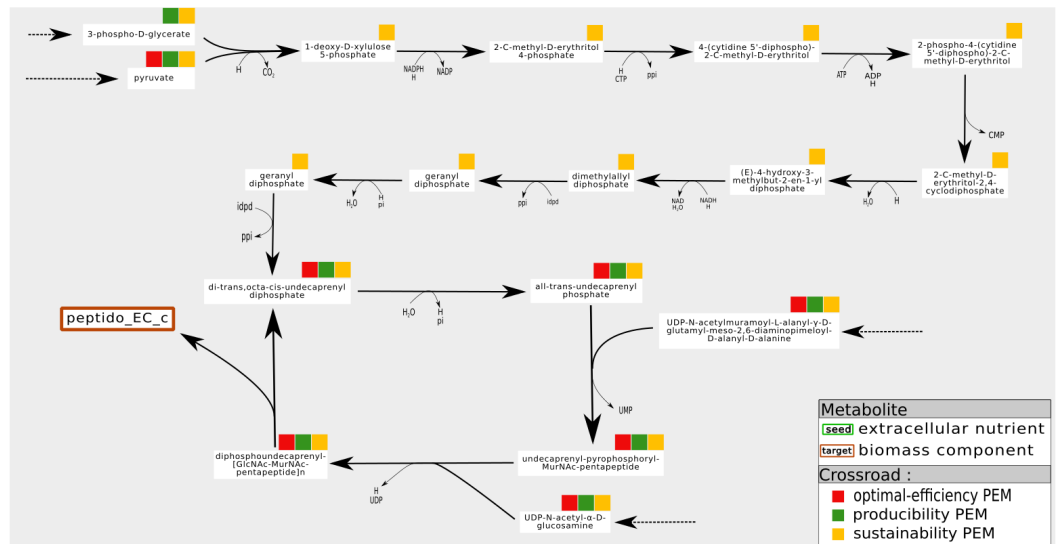 3-phospho-D-glycerate
pyruvate
H
CO2
1-deoxy-D-xylulose
5-phosphate
NADPH
H
NADP
2-C-methyl-D-erythritol
4-phosphate
H
CTP
ppi
4-(cytidine 5'-diphospho)-
2-C-methyl-D-erythritol
ATP
ADP
H
2-phospho-4-(cytidine
5'-diphospho)-2-C-
methyl-D-erythritol
CMP
2-C-methyl-D-
erythritol-2,4-
cyclodiphosphate
H
H2O
(E)-4-hydroxy-3-
methylbut-2-en-1-yl
diphosphate
NADH
H
NAD
H2O
dimethylallyl
diphosphate
idpd
ppi
geranyl
diphosphate
H
pi
H2O
geranyl
diphosphate
idpd
ppi
di-trans,octa-cis-undecaprenyl
diphosphate
H2O
H
pi
all-trans-undecaprenyl
phosphate
UDP-N-acetylmuramoyl-L-alanyl-γ-D-
glutamyl-meso-2,6-diaminopimeloyl-
D-alanyl-D-alanine
UMP
undecaprenyl-pyrophosphoryl-
MurNAc-pentapeptide
UDP-N-acetyl-α-D-
glucosamine
H
UDP
diphosphoundecaprenyl-
[GlcNAc-MurNAc-
pentapeptide]n
peptido_EC_c
Metabolite
seed extracellular nutrient
target biomass component
Crossroad :
optimal-efficiency PEM
producibility PEM
sustainability PEM